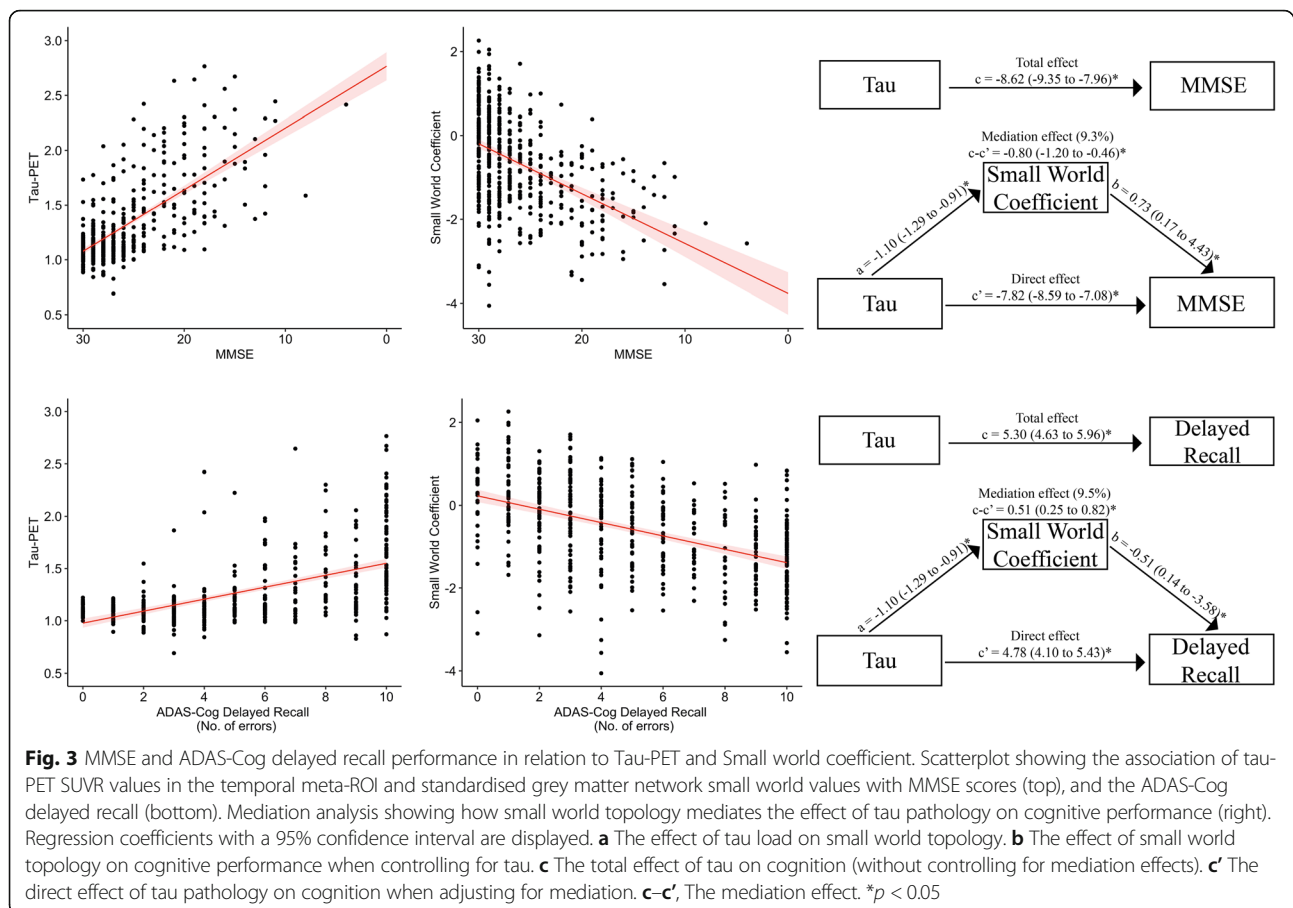 3.0
2.5
2.0
1.5
1.0
0.5
Tau-PET
30
20
10
0
MMSE
2
0
-2
-4
Small World Coefficient
30
20
10
0
MMSE
Tau
Total effect
c = -8.62 (-9.35 to -7.96)*
MMSE
Mediation effect (9.3%)
c-c' = -0.80 (-1.20 to -0.46)*
Small World
Coefficient
a = -1.10 (-1.29 to -0.91)*
b = 0.73 (0.17 to 4.43)*
Tau
Direct effect
c' = -7.82 (-8.59 to -7.08)*
MMSE
3.0
2.5
2.0
1.5
1.0
0.5
Tau-PET
0
2
4
6
8
10
ADAS-Cog Delayed Recall
(No. of errors)
2
0
-2
-4
Small World Coefficient
0
2
4
6
8
10
ADAS-Cog Delayed Recall
(No. of errors)
Tau
Total effect
c = 5.30 (4.63 to 5.96)*
Delayed
Recall
Mediation effect (9.5%)
c-c' = 0.51 (0.25 to 0.82)*
Small World
Coefficient
a = -1.10 (-1.29 to -0.91)*
b = -0.51 (0.14 to -3.58)*
Tau
Direct effect
c' = 4.78 (4.10 to 5.43)*
Delayed
Recall
Fig. 3 MMSE and ADAS-Cog delayed recall performance in relation to Tau-PET and Small world coefficient. Scatterplot showing the association of tau-
PET SUVR values in the temporal meta-ROI and standardised grey matter network small world values with MMSE scores (top), and the ADAS-Cog
delayed recall (bottom). Mediation analysis showing how small world topology mediates the effect of tau pathology on cognitive performance (right).
Regression coefficients with a 95% confidence interval are displayed. a The effect of tau load on small world topology. b The effect of small world
topology on cognitive performance when controlling for tau. c The total effect of tau on cognition (without controlling for mediation effects). c' The
direct effect of tau pathology on cognition when adjusting for mediation. c–c', The mediation effect. *p < 0.05